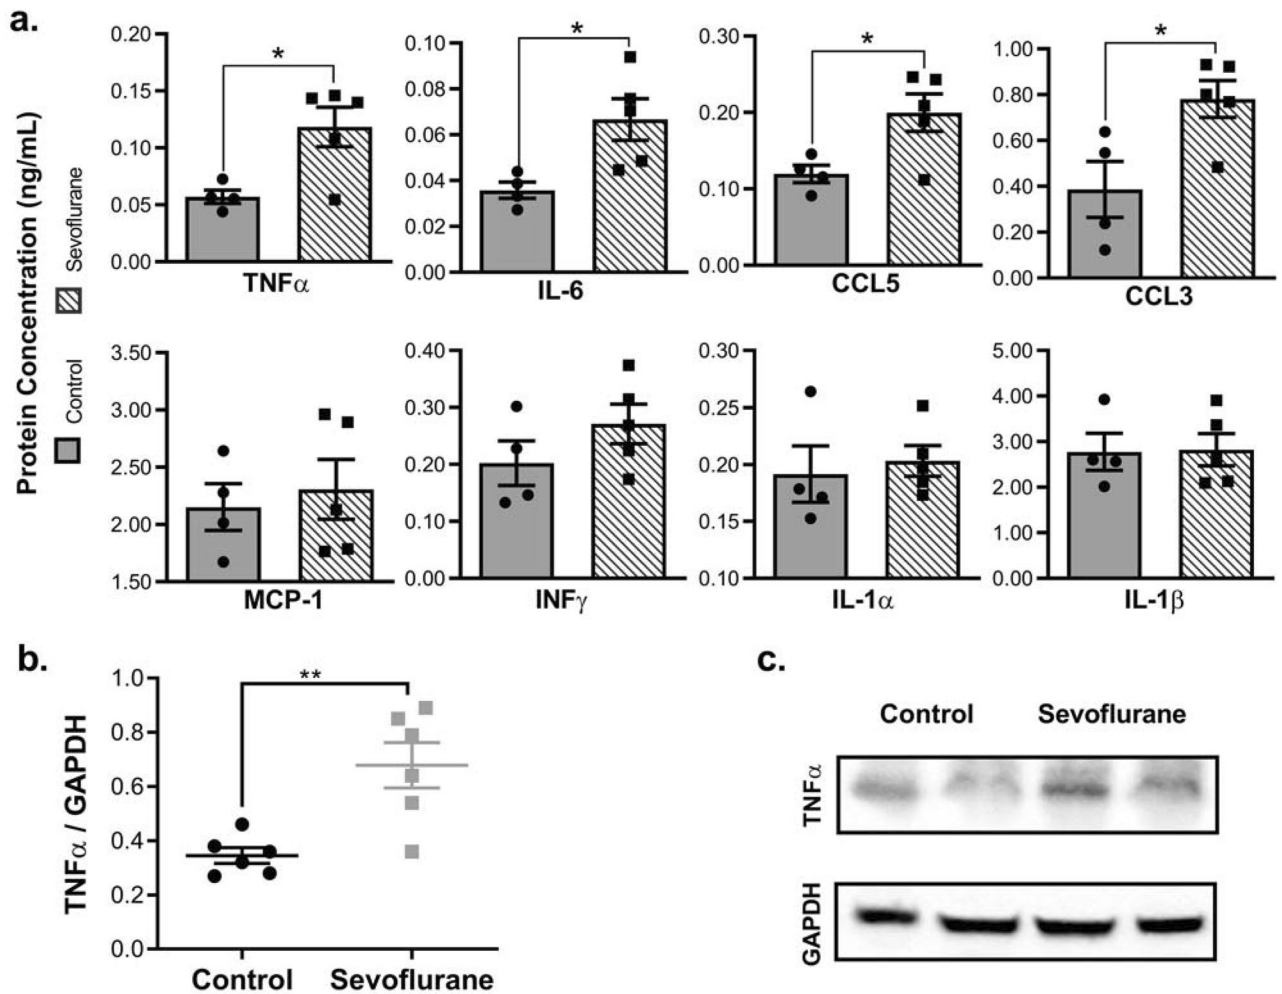 a.
Protein Concentration (ng/mL)
Control
Sevoflurane
0.20
0.15
0.10
0.05
0.00
*
TNFα
0.10
0.08
0.06
0.04
0.02
0.00
*
IL-6
0.30
0.20
0.10
0.00
*
CCL5
1.00
0.80
0.60
0.40
0.20
0.00
*
CCL3
3.50
3.00
2.50
2.00
1.50
MCP-1
0.40
0.30
0.20
0.10
0.00
INFγ
0.30
0.25
0.20
0.15
0.10
IL-1α
5.00
4.00
3.00
2.00
1.00
0.00
IL-1β
b.
TNFα / GAPDH
1.0
0.8
0.6
0.4
0.2
0.0
**
Control Sevoflurane
c.
Control Sevoflurane
TNFα
GAPDH